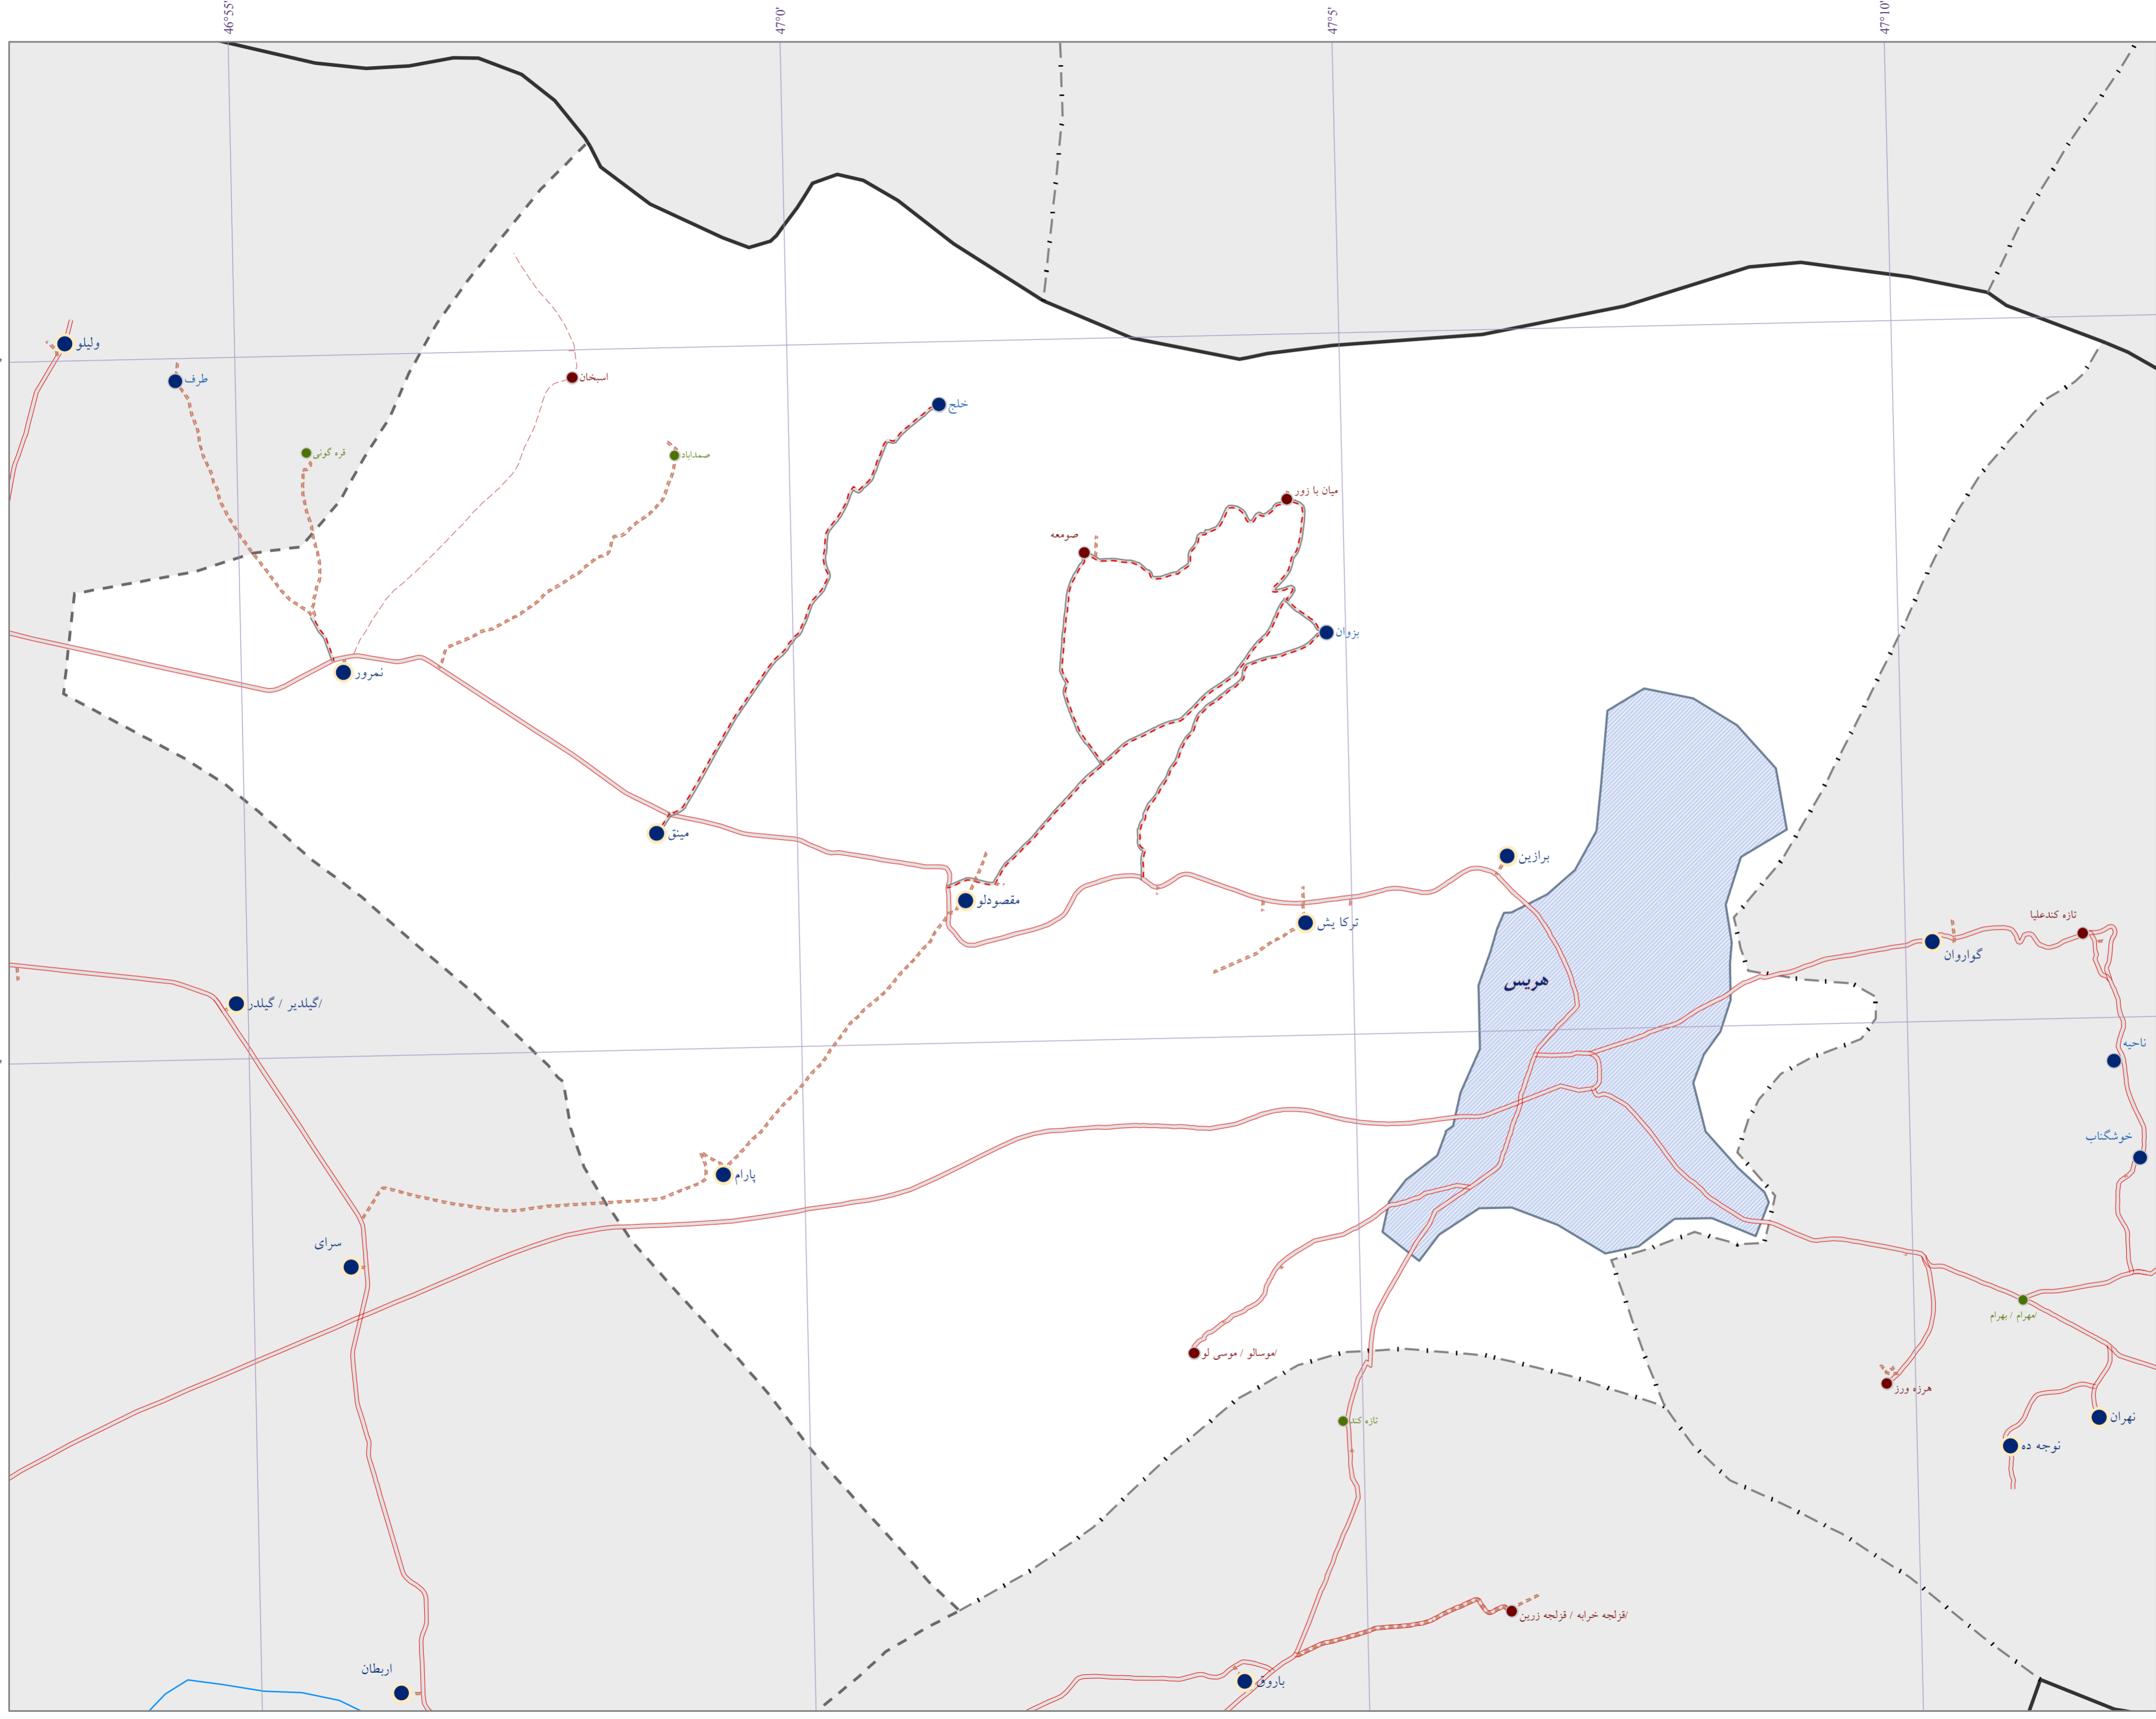 46°55'
47°0'
47°5'
47°10'
ولیلو
طرف
اسبخان
خلج
قره گونی
صمداباد
میان با زور
صومعه
بزوان
نمرور
مینق
برازین
مقصودلو
ترکا یش
تازه کندعلیا
گواروان
هریس
گیلدیر / گیلدر/
ناحیه
خوشگناب
پارام
سرای
مهرام / بهرام/
موسالو / موسی لو/
هرزه ورز
تازه کند
نهران
نوجه ده
قزلجه خرابه / قزلجه زرین/
اربطان
باروق